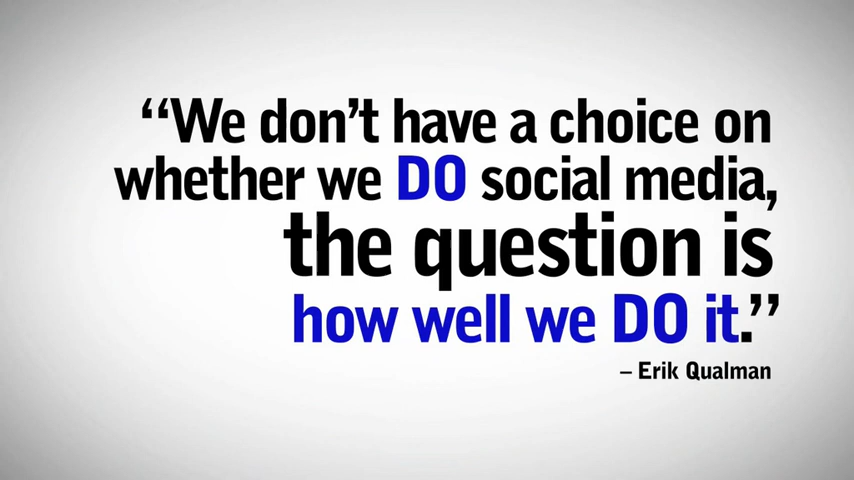 “We don’t have a choice on
whether we DO social media,
the question is
how well we DO it.”
– Erik Qualman